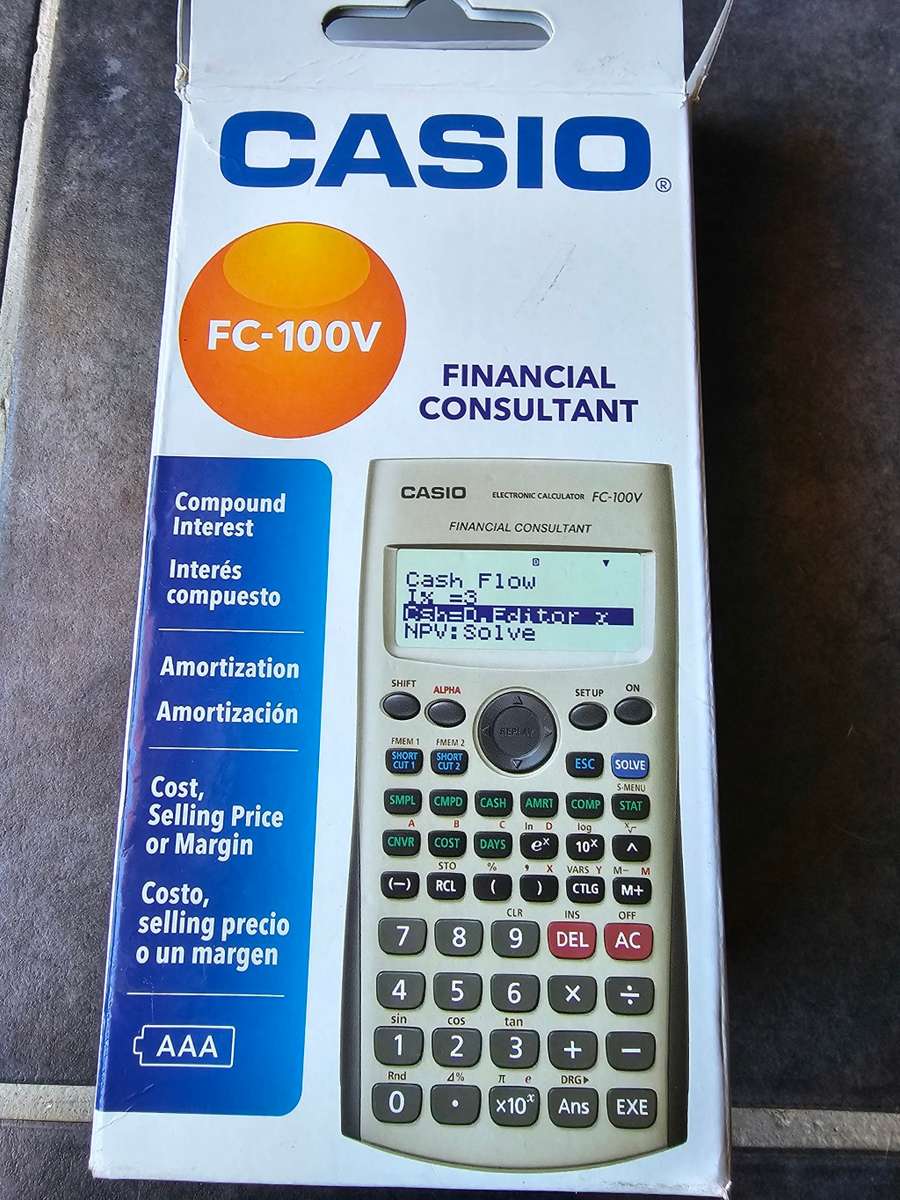 CASIO®
FC-100V
FINANCIAL
CONSULTANT
Compound
Interest
Interés
compuesto
Amortization
Amortización
Cost,
Selling Price
or Margin
Costo,
selling precio
o un margen
AAA
CASIO ELECTRONIC CALCULATOR FC-100V
FINANCIAL CONSULTANT
D ▼
Cash Flow
I% =3
Csh=D.Editor x
NPV:Solve
SHIFT ALPHA REPLAY SET UP ON
FMEM 1 FMEM 2
SHORT CUT 1 SHORT CUT 2 ESC SOLVE
S-MENU
SMPL CMPD CASH AMRT COMP STAT
A B C ln D log x√
CNVR COST DAYS eˣ 10ˣ ^
STO % , X VARS Y M− M
(−) RCL ( ) CTLG M+
CLR INS OFF
7 8 9 DEL AC
4 5 6 × ÷
sin cos tan
1 2 3 + −
Rnd Δ% π e DRG▶
0 . ×10ˣ Ans EXE